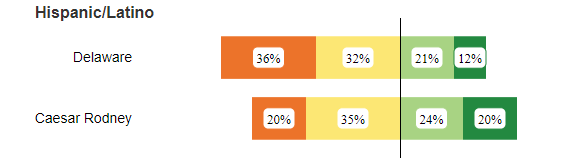 Hispanic/Latino
Delaware 36% 32% 21% 12%
Caesar Rodney 20% 35% 24% 20%